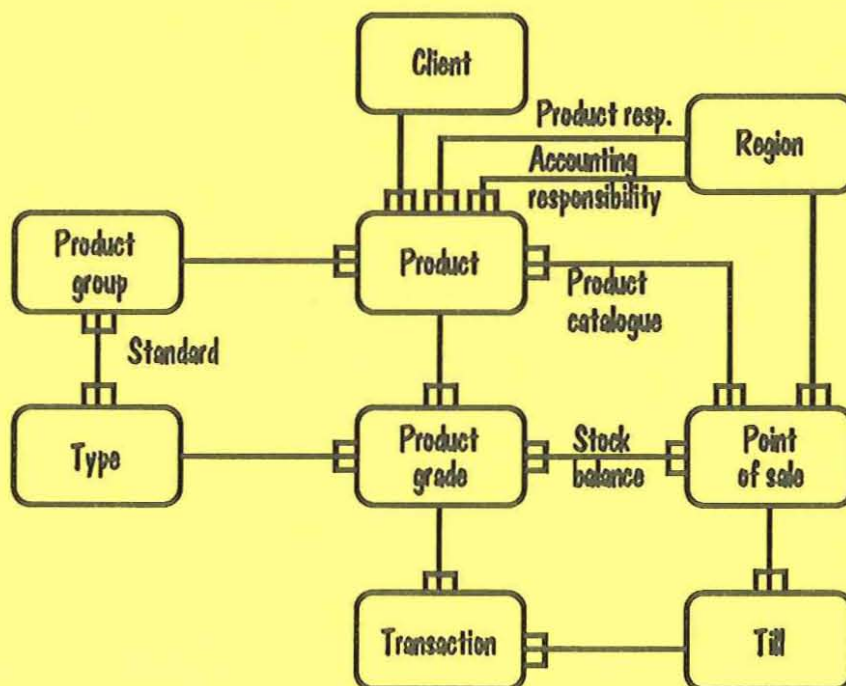 Client
Product resp.
Accounting
responsibility
Region
Product
group
Product
Product
catalogue
Standard
Type
Product
grade
Stock
balance
Point
of sale
Transaction
Till